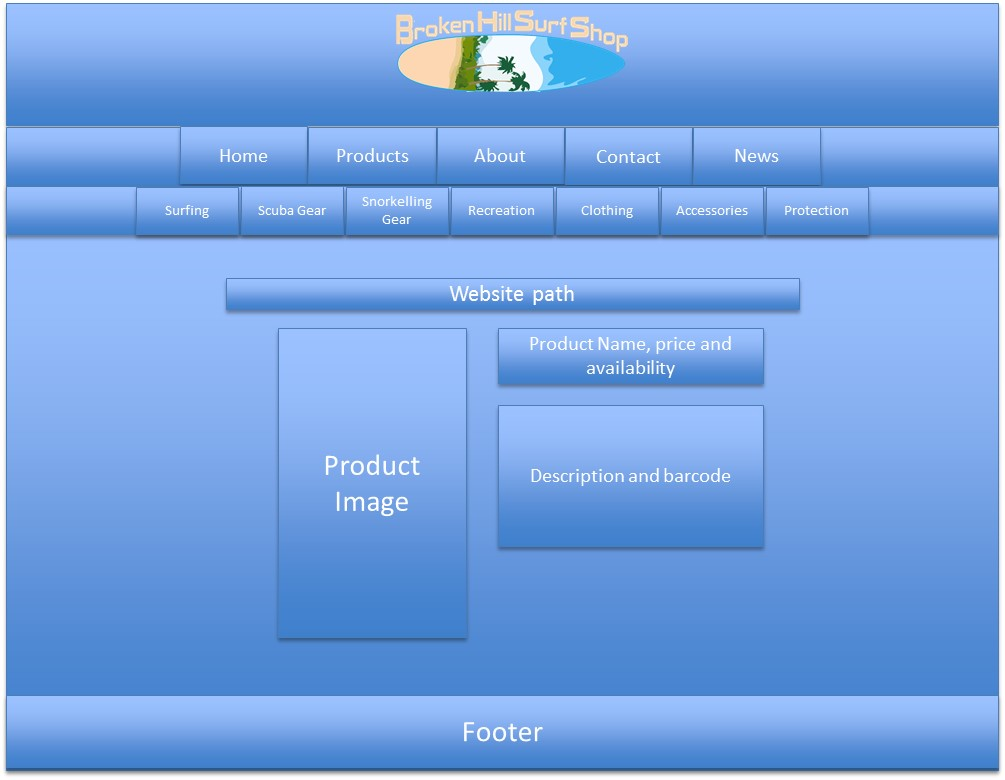 Broken Hill Surf Shop
Home Products About Contact News
Surfing Scuba Gear Snorkelling Gear Recreation Clothing Accessories Protection
Website path
Product Image
Product Name, price and
availability
Description and barcode
Footer